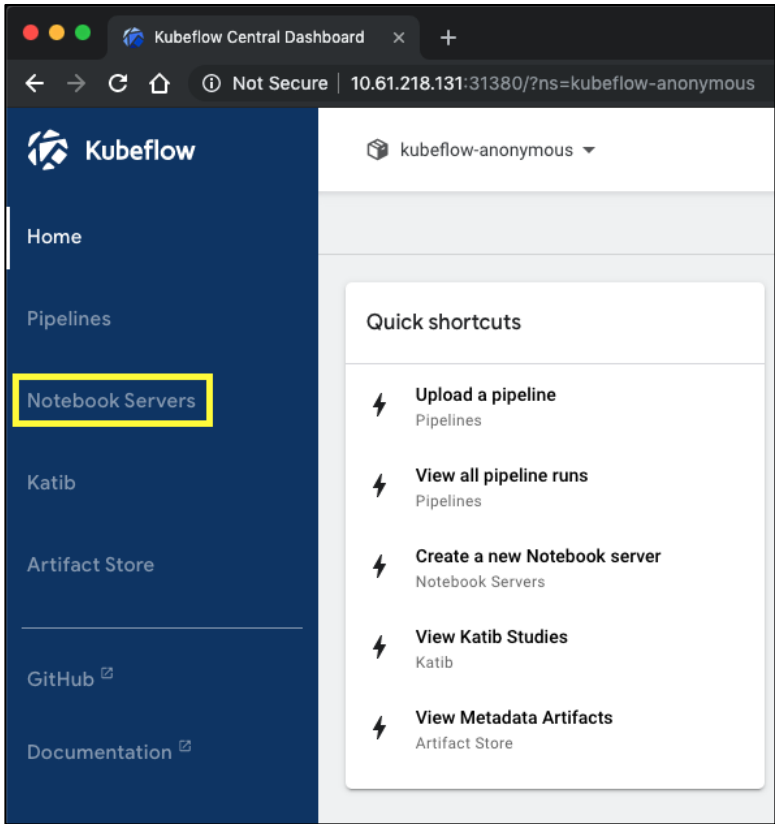 Kubeflow Central Dashboard
Not Secure | 10.61.218.131:31380/?ns=kubeflow-anonymous
Kubeflow
kubeflow-anonymous
Home
Pipelines
Notebook Servers
Katib
Artifact Store
GitHub
Documentation
Quick shortcuts
Upload a pipeline
Pipelines
View all pipeline runs
Pipelines
Create a new Notebook server
Notebook Servers
View Katib Studies
Katib
View Metadata Artifacts
Artifact Store